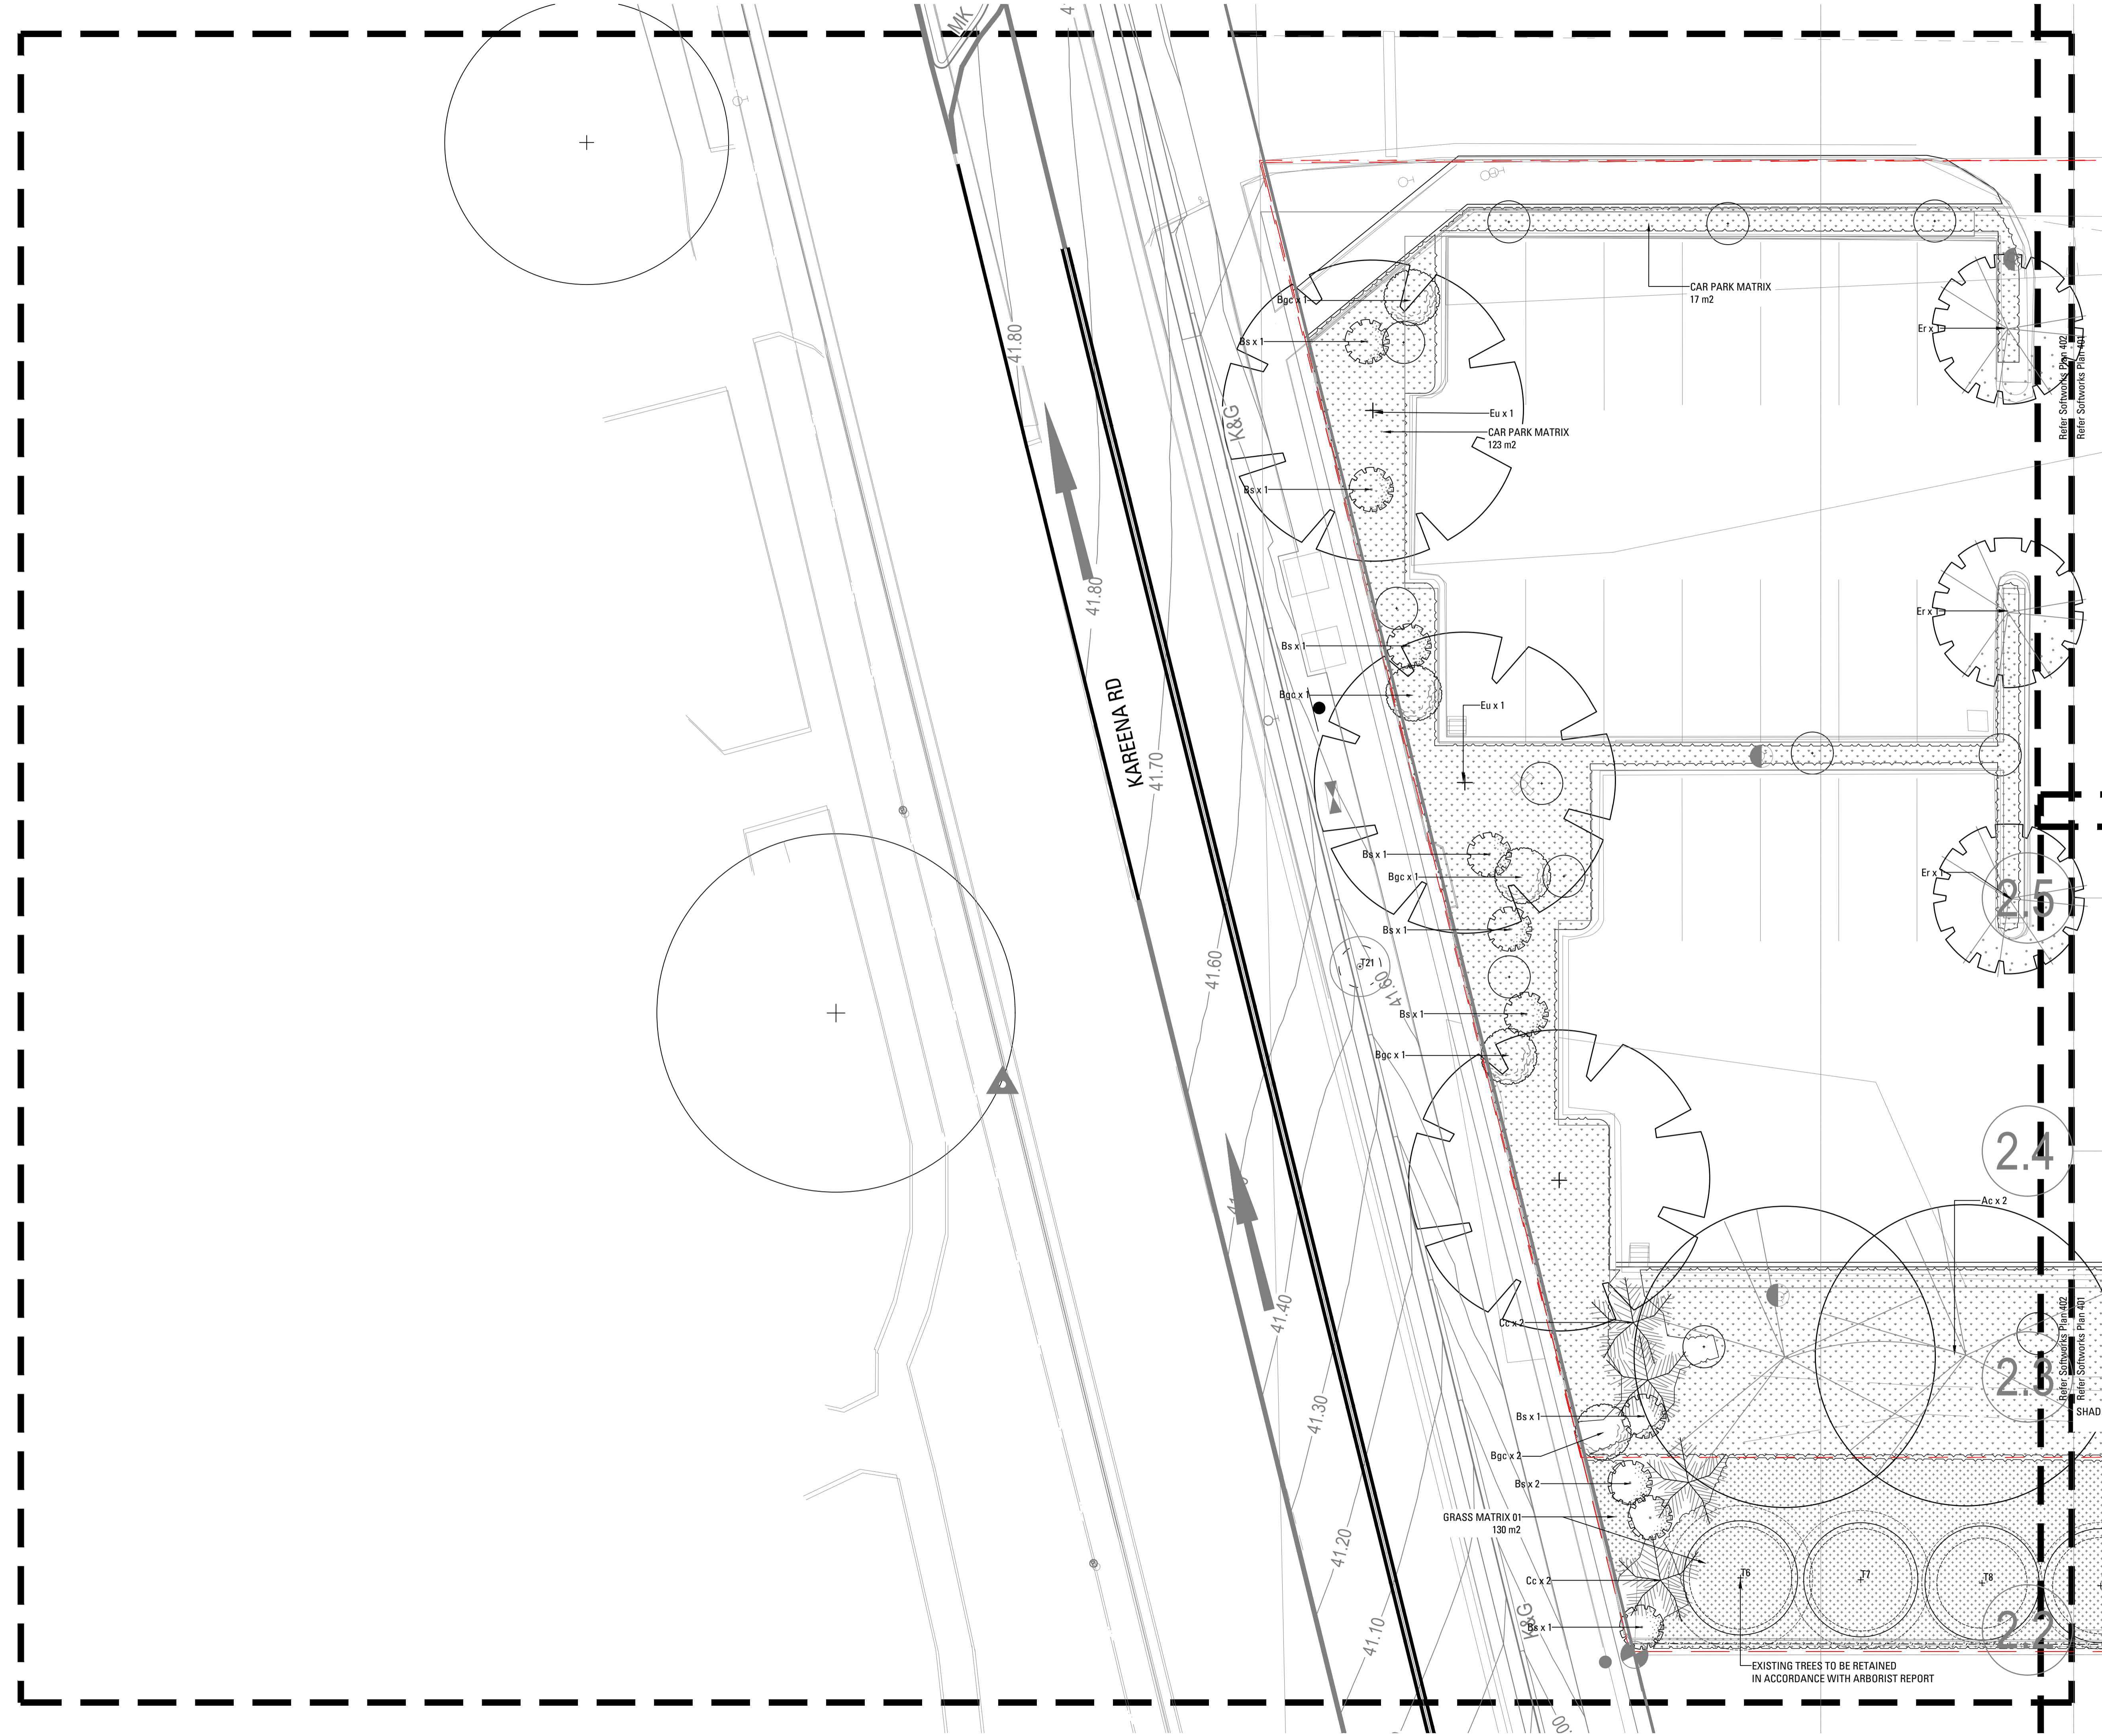 MK
41.80
K&G
41.80
KAREENA RD
41.70
41.60
T21
41.60
41.40
41.30
41.20
41.10
K&G
Bgc x 1
Bs x 1
Eu x 1
CAR PARK MATRIX
123 m2
Bs x 1
CAR PARK MATRIX
17 m2
Er x 1
Refer Softworks Plan 402
Refer Softworks Plan 401
Er x 1
Bs x 1
Bgc x 1
Eu x 1
Bs x 1
Bgc x 1
Er x 1
2.5
Bs x 1
Bs x 1
Bgc x 1
2.4
Ac x 2
Cc x 2
Refer Softworks Plan 402
Refer Softworks Plan 401
2.3
SHAD
Bs x 1
Bgc x 2
Bs x 2
GRASS MATRIX 01
130 m2
Cc x 2
T6
T7
T8
Bs x 1
2.2
EXISTING TREES TO BE RETAINED
IN ACCORDANCE WITH ARBORIST REPORT